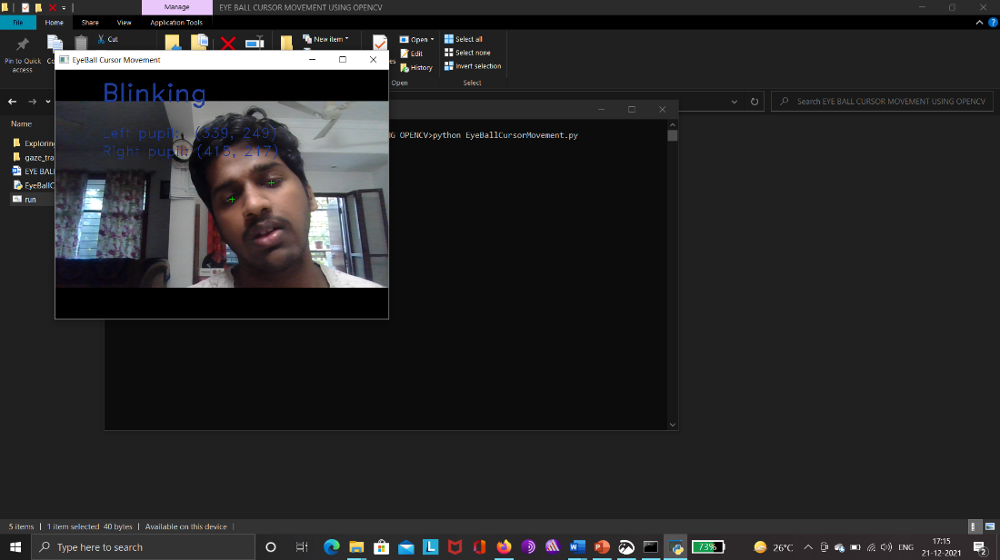 Manage
EYE BALL CURSOR MOVEMENT USING OPENCV
File
Home
Share
View
Application Tools
Pin to Quick
access
Cut
New item
Open
Edit
History
Open
Select all
Select none
Invert selection
Select
EyeBall Cursor Movement
Search EYE BALL CURSOR MOVEMENT USING OPENCV
Blinking
Left pupil: (339, 249)
Right pupil: (415, 217)
NG OPENCV>python EyeBallCursorMovement.py
Name
Exploring
gaze_tra
EYE BALL
EyeBallC
run
5 items
1 item selected 40 bytes
Available on this device
Type here to search
73%
26°C
ENG
17:15
21-12-2021
2